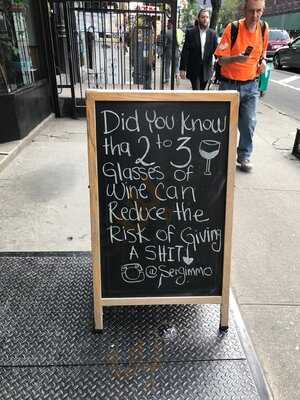 Did You Know
tha 2 to 3
Glasses of
Wine Can
Reduce the
Risk of Giving
A SHIT!
@Sergimmo